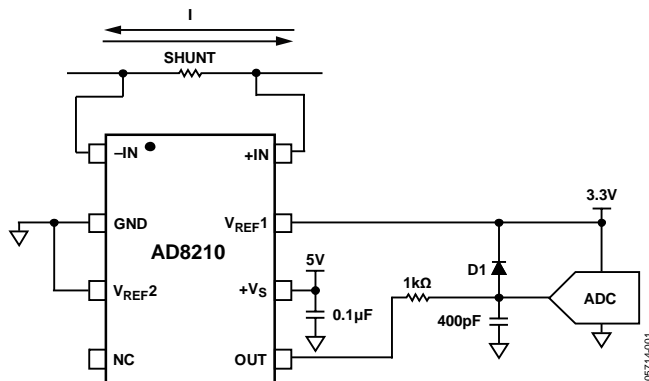 I
SHUNT
–IN
+IN
GND
VREF1
AD8210
VREF2
+VS
NC
OUT
5V
0.1µF
1kΩ
D1
400pF
3.3V
ADC
05714-001